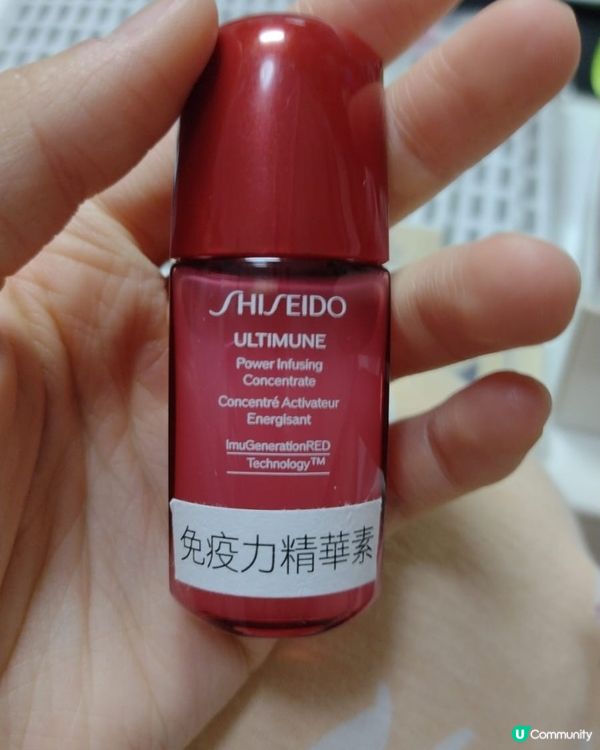 SHISEIDO
ULTIMUNE
Power Infusing
Concentrate
Concentré Activateur
Energisant
ImuGenerationRED
Technology™
免疫力精華素
U Community